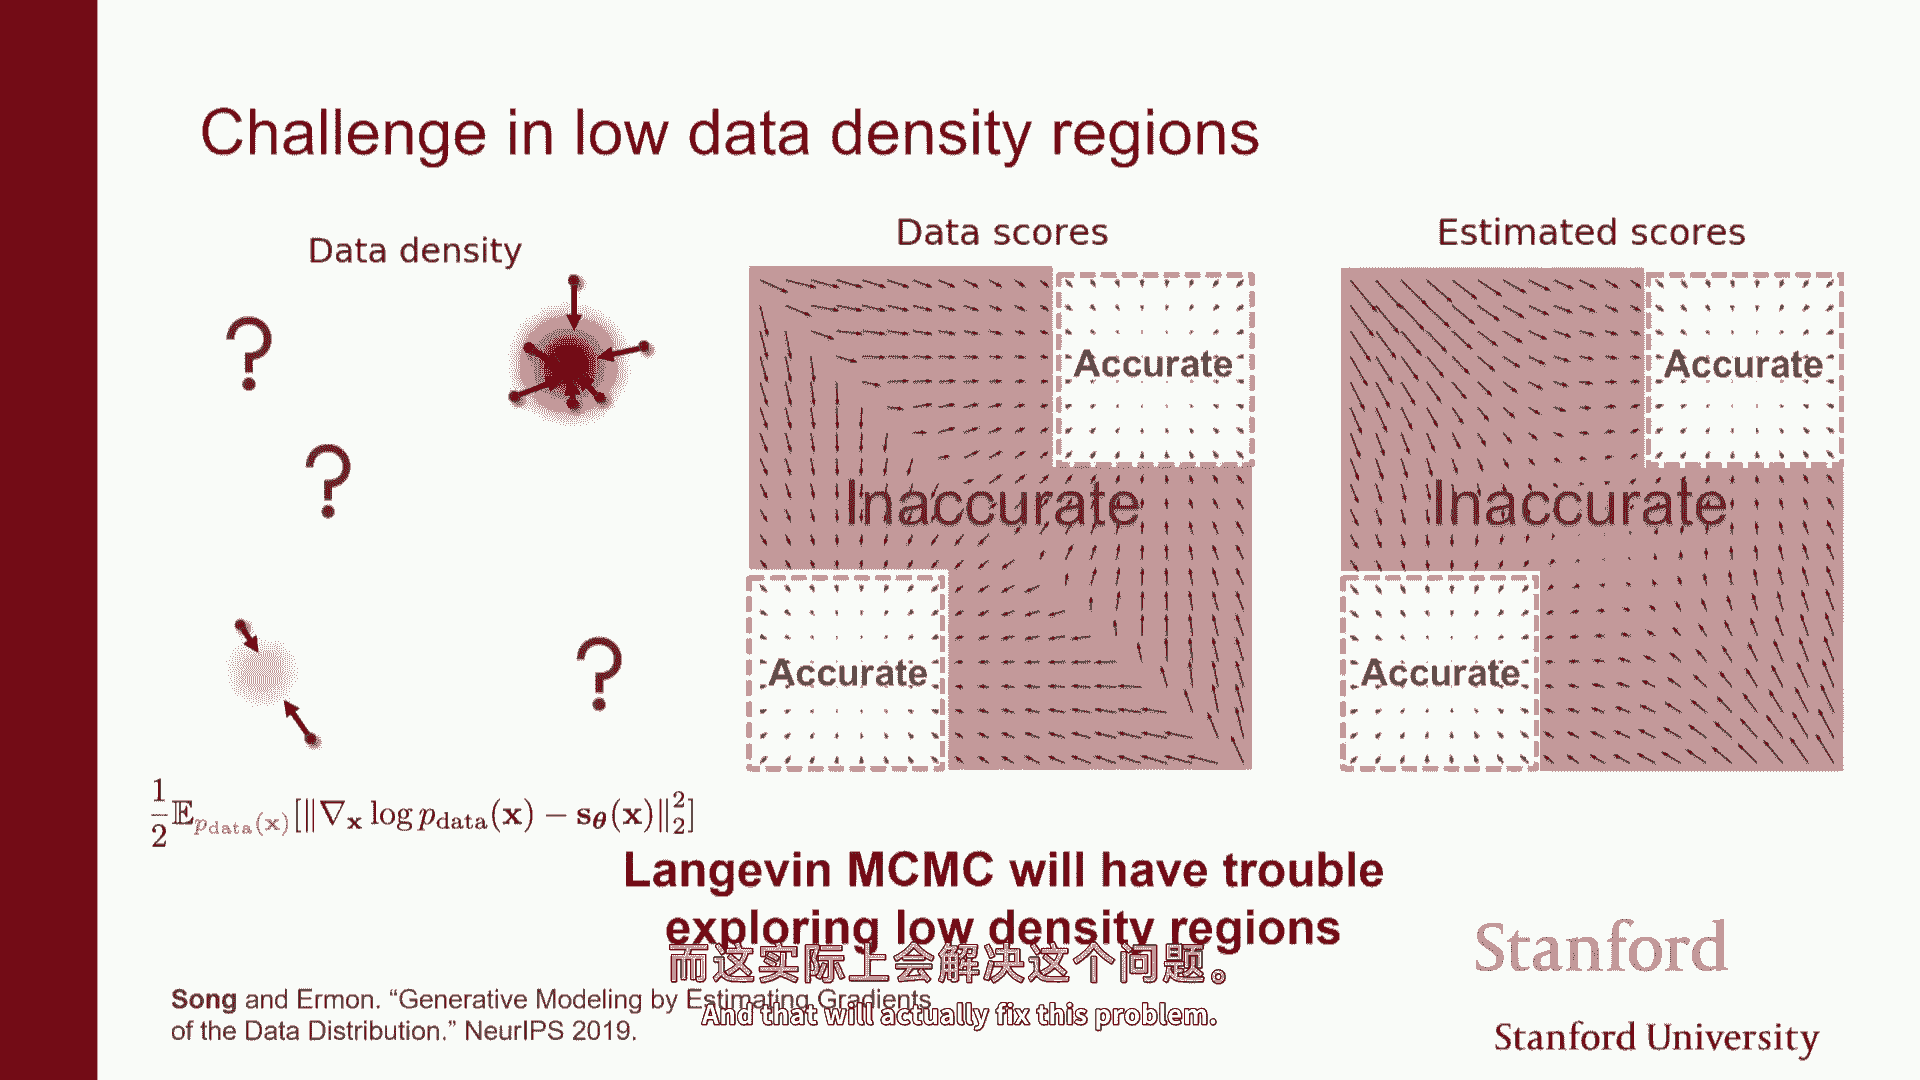 Challenge in low data density regions
Data density
Data scores
Estimated scores
?
?
?
Accurate
Inaccurate
Accurate
Accurate
Inaccurate
Accurate
\frac{1}{2}\mathbb{E}_{p_{\text{data}}(\mathbf{x})}[\|\nabla_{\mathbf{x}} \log p_{\text{data}}(\mathbf{x}) - \mathbf{s}_{\boldsymbol{\theta}}(\mathbf{x})\|_2^2]
Langevin MCMC will have trouble
exploring low density regions
而这实际上会解决这个问题。
And that will actually fix this problem.
Song and Ermon. “Generative Modeling by Estimating Gradients
of the Data Distribution.” NeurIPS 2019.
Stanford
Stanford University